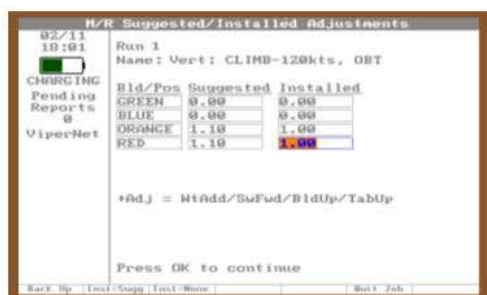 M/R Suggested/Installed Adjustments
02/11
10:01
CHARGING
Pending
Reports
0
ViperNet
Run 1
Name: Vert: CLIMB-120kts, OBT
Bld/Pos Suggested Installed
GREEN 0.00 0.00
BLUE 0.00 0.00
ORANGE 1.10 1.00
RED 1.10 1.00
+Adj = WtAdd/SwFwd/BldUp/TabUp
Press OK to continue
Back Up Inst=Sugg Inst=None Quit Job